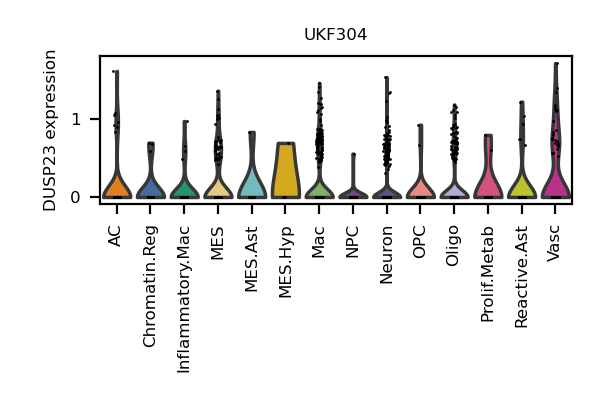 UKF304
DUSP23 expression
1
0
AC
Chromatin.Reg
Inflammatory.Mac
MES
MES.Ast
MES.Hyp
Mac
NPC
Neuron
OPC
Oligo
Prolif.Metab
Reactive.Ast
Vasc